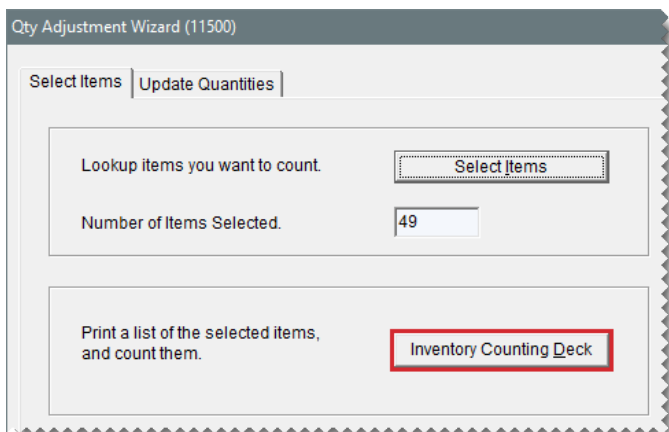 Qty Adjustment Wizard (11500)
Select Items
Update Quantities
Lookup items you want to count.
Select Items
Number of Items Selected.
49
Print a list of the selected items,
and count them.
Inventory Counting Deck